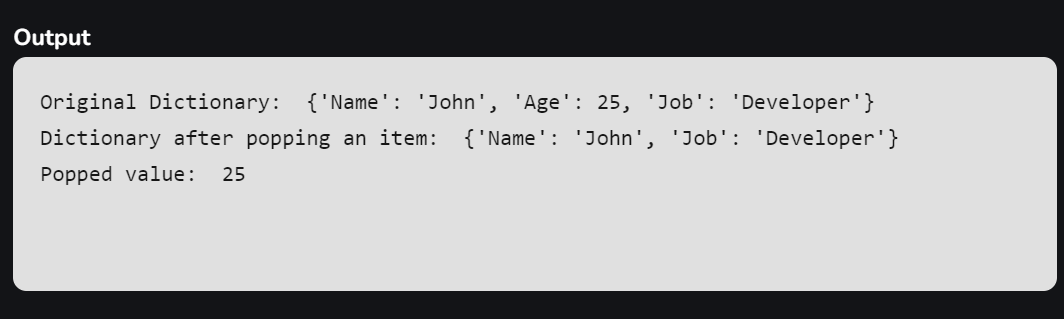 Output
Original Dictionary:  {'Name': 'John', 'Age': 25, 'Job': 'Developer'}
Dictionary after popping an item:  {'Name': 'John', 'Job': 'Developer'}
Popped value:  25